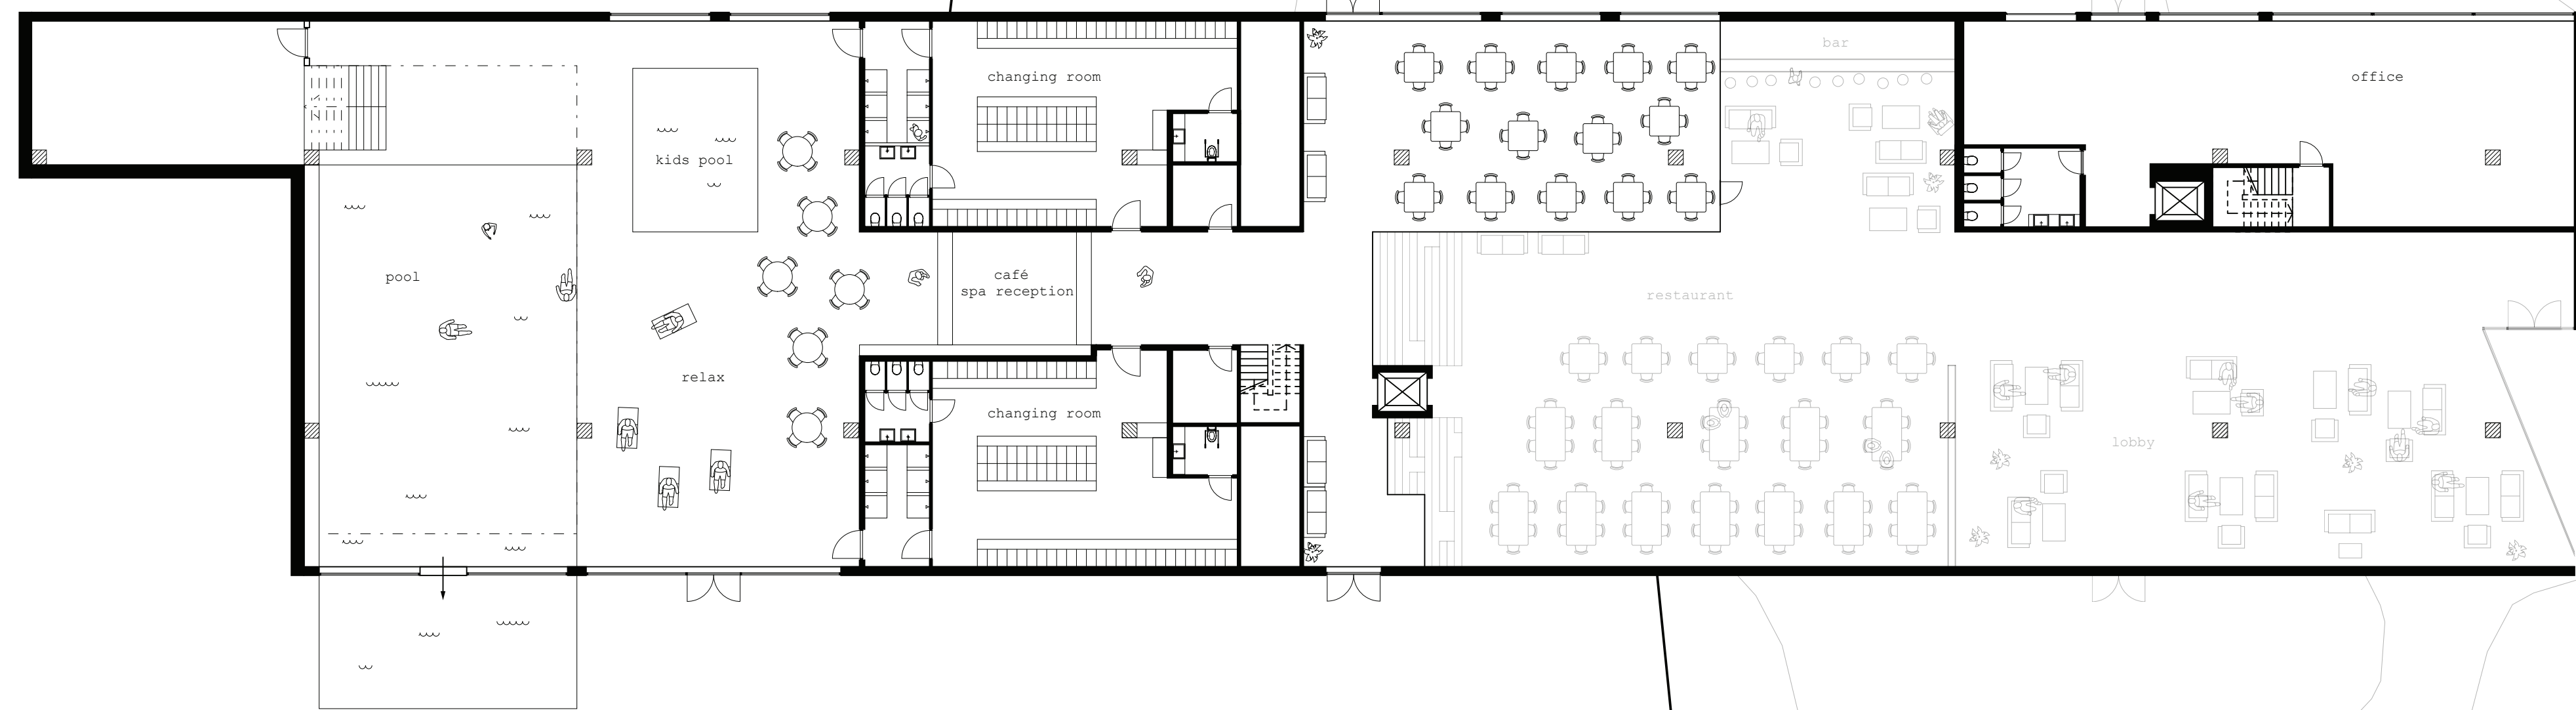 bar
changing room
office
kids pool
pool
café
spa reception
restaurant
relax
changing room
lobby